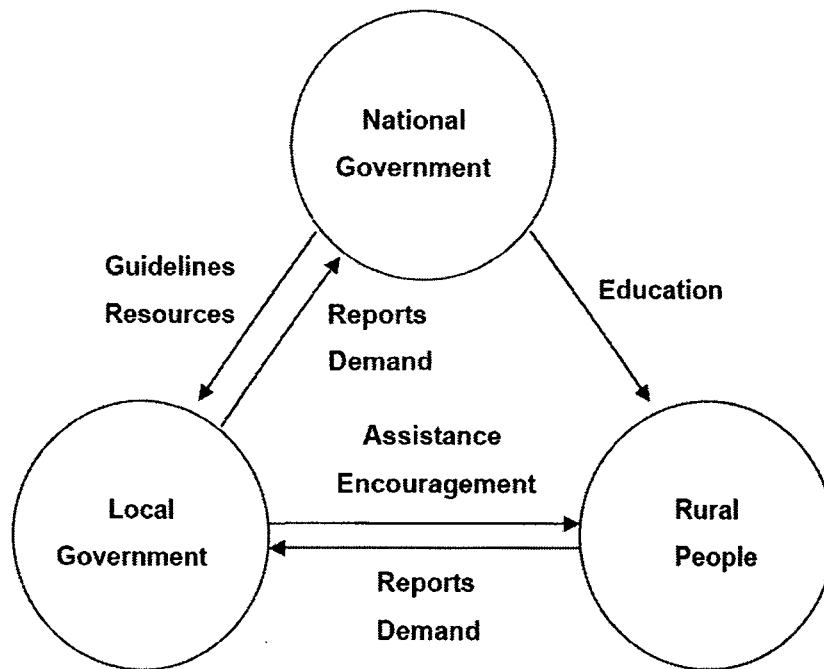 National
Government
Guidelines
Resources
Reports
Demand
Education
Assistance
Encouragement
Local
Government
Rural
People
Reports
Demand